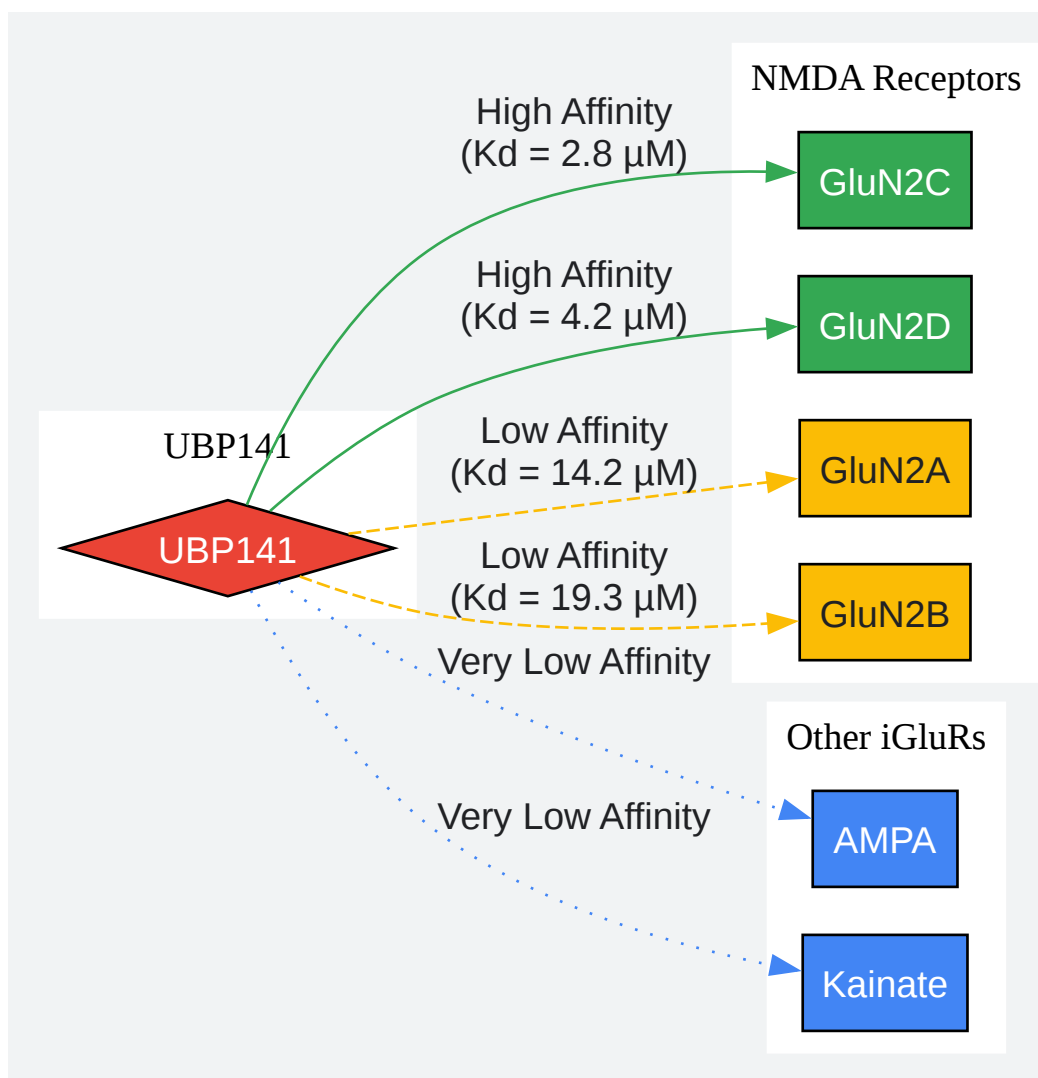 NMDA Receptors
High Affinity
(Kd = 2.8 µM)
GluN2C
High Affinity
(Kd = 4.2 µM)
GluN2D
UBP141
UBP141
Low Affinity
(Kd = 14.2 µM)
GluN2A
Low Affinity
(Kd = 19.3 µM)
GluN2B
Very Low Affinity
Other iGluRs
AMPA
Very Low Affinity
Kainate